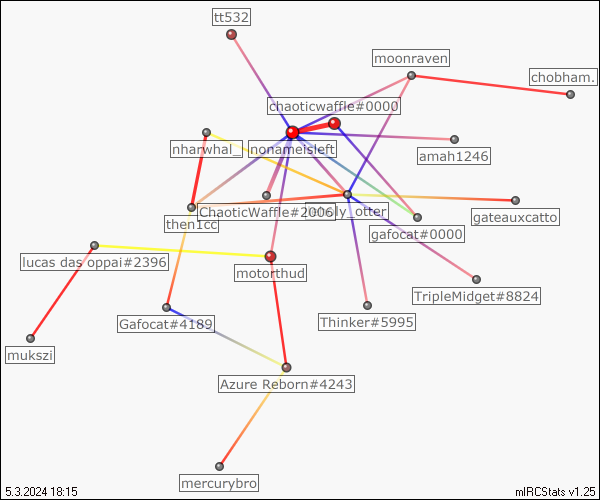 tt532
moonraven
chobham.
chaoticwaffle#0000
nharwhal_
nonameisleft
amah1246
ChaoticWaffle#2006
ly_otter
gateauxcatto
then1cc
gafocat#0000
lucas das oppai#2396
motorthud
TripleMidget#8824
Gafocat#4189
Thinker#5995
mukszi
Azure Reborn#4243
mercurybro
5.3.2024 18:15
mIRCStats v1.25